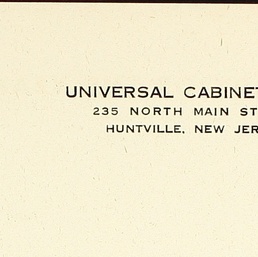 UNIVERSAL CABINET
235 NORTH MAIN ST
HUNTVILLE, NEW JER